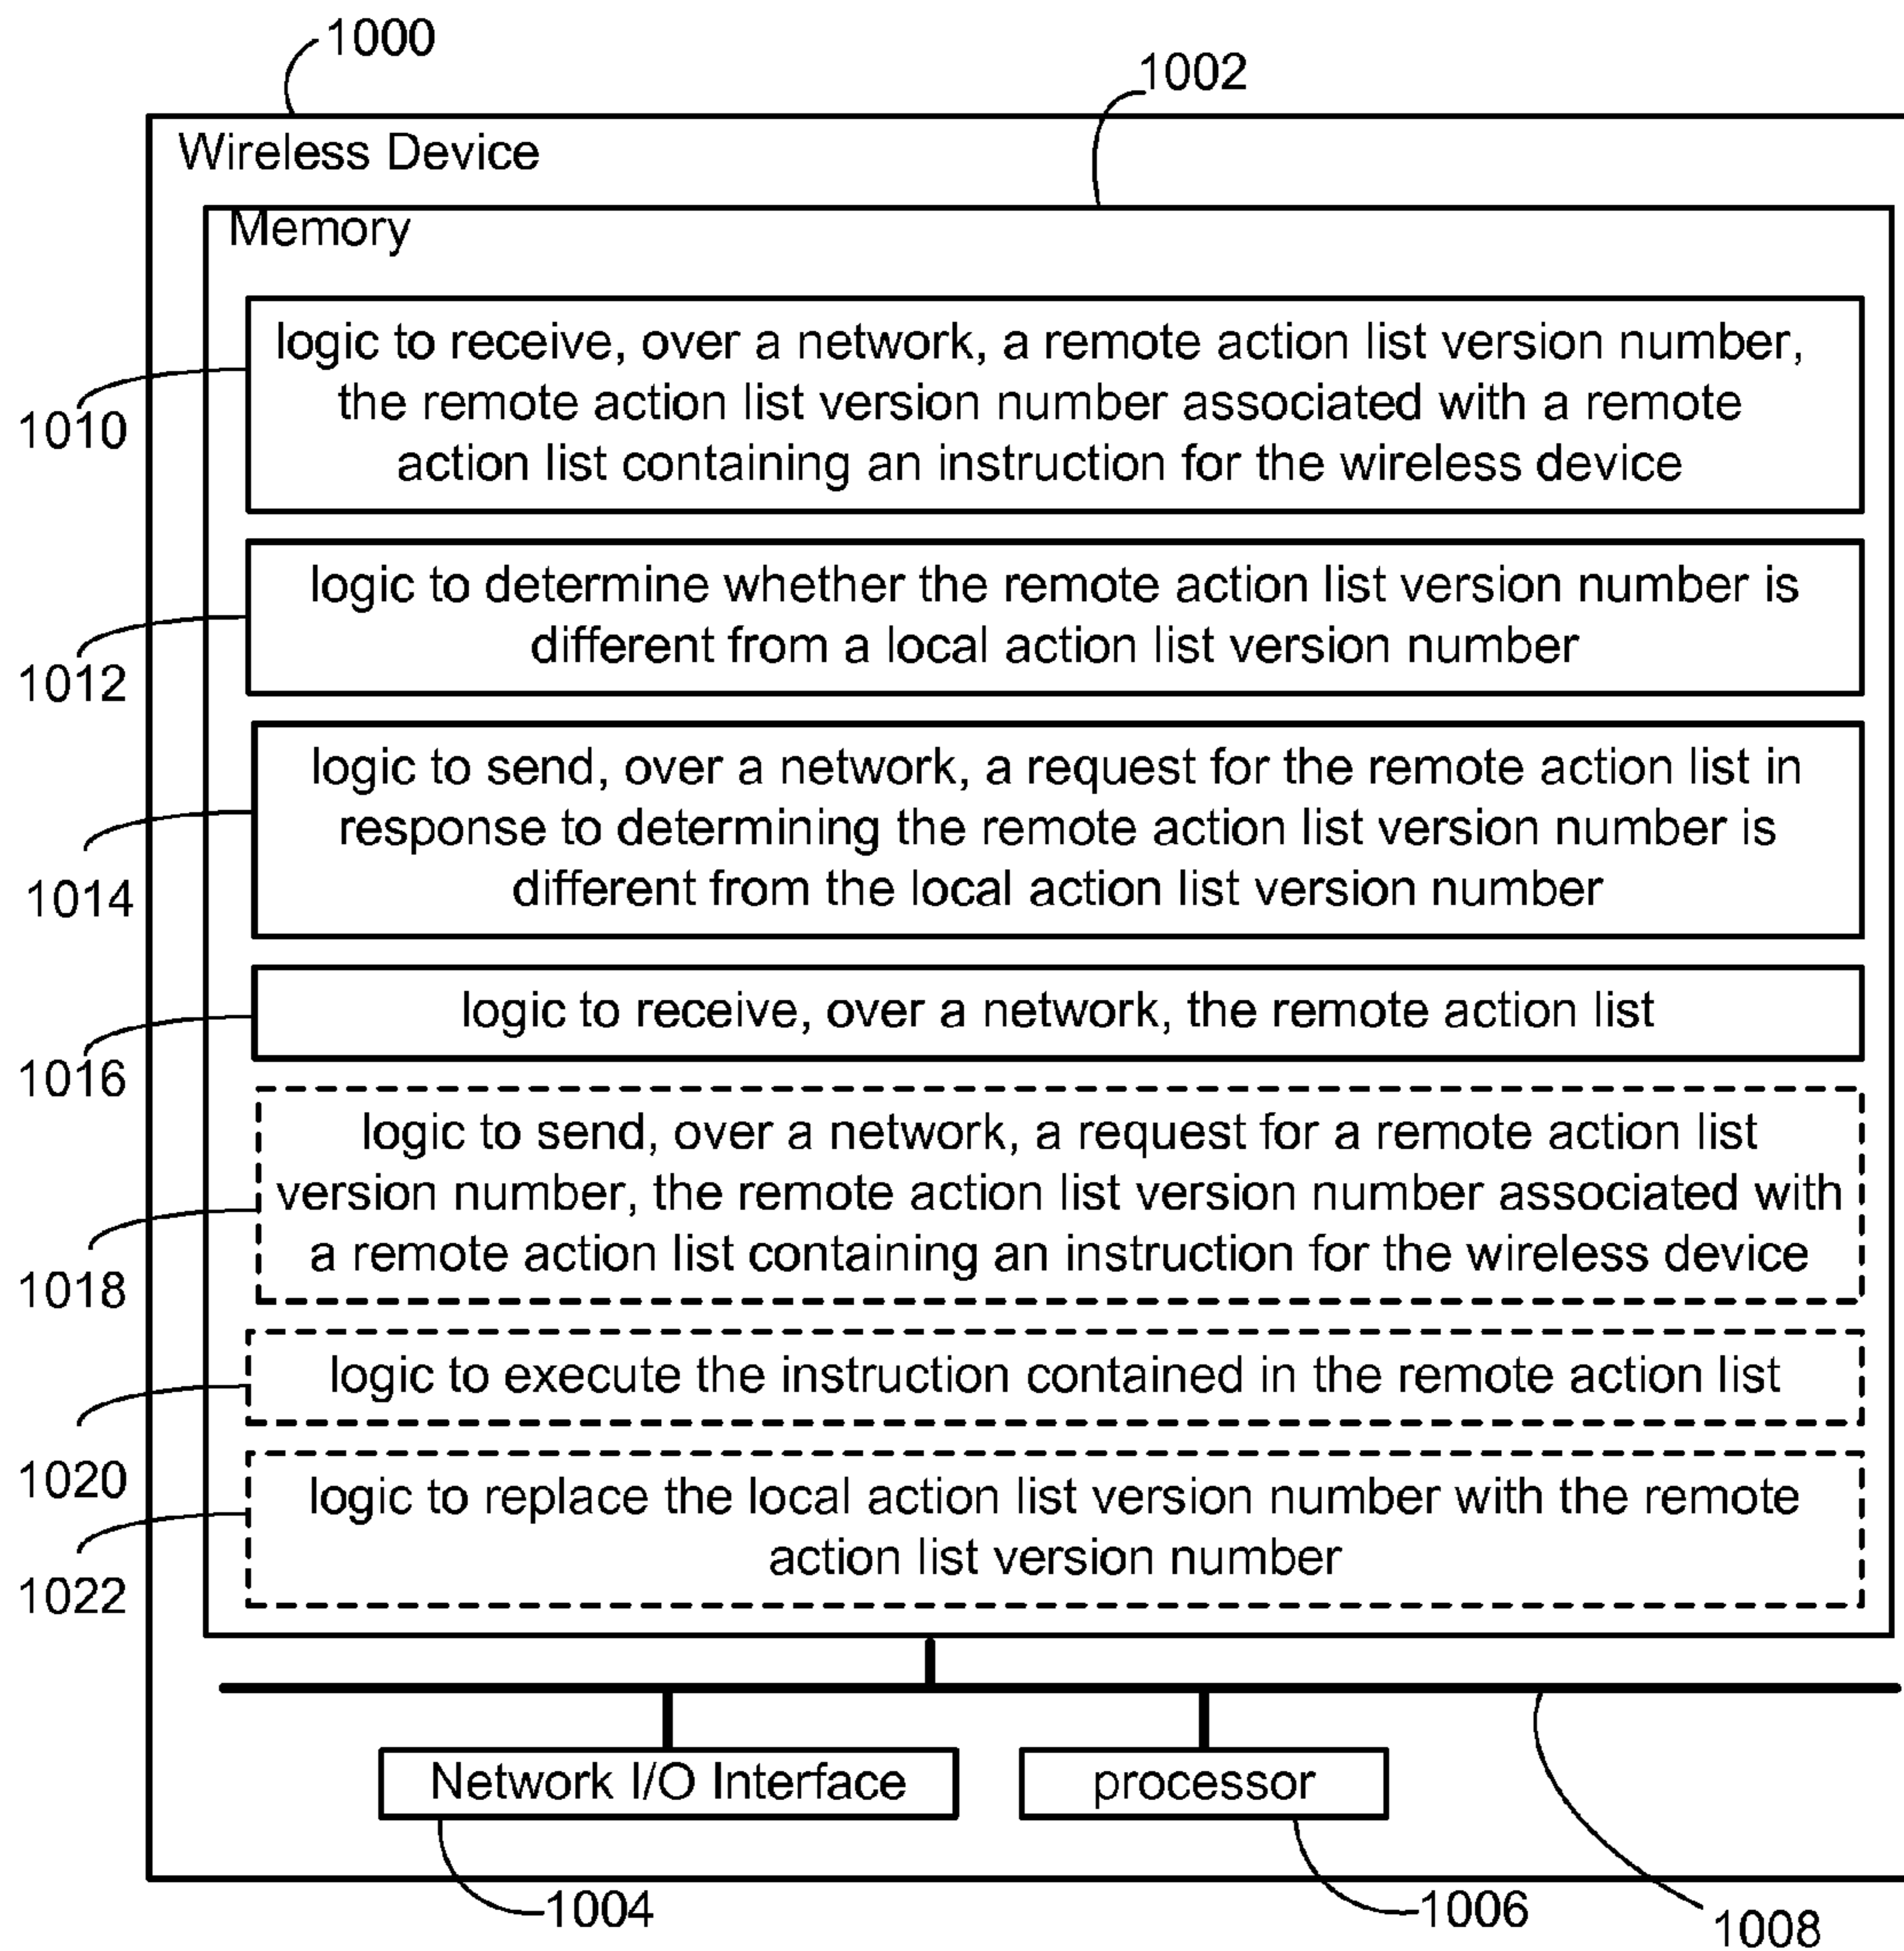 1000
1002
Wireless Device
Memory
logic to receive, over a network, a remote action list version number,
the remote action list version number associated with a remote
action list containing an instruction for the wireless device
1010
logic to determine whether the remote action list version number is
different from a local action list version number
1012
logic to send, over a network, a request for the remote action list in
response to determining the remote action list version number is
different from the local action list version number
1014
logic to receive, over a network, the remote action list
1016
logic to send, over a network, a request for a remote action list
version number, the remote action list version number associated with
a remote action list containing an instruction for the wireless device
1018
logic to execute the instruction contained in the remote action list
1020
logic to replace the local action list version number with the remote
action list version number
1022
Network I/O Interface
processor
1004
1006
1008